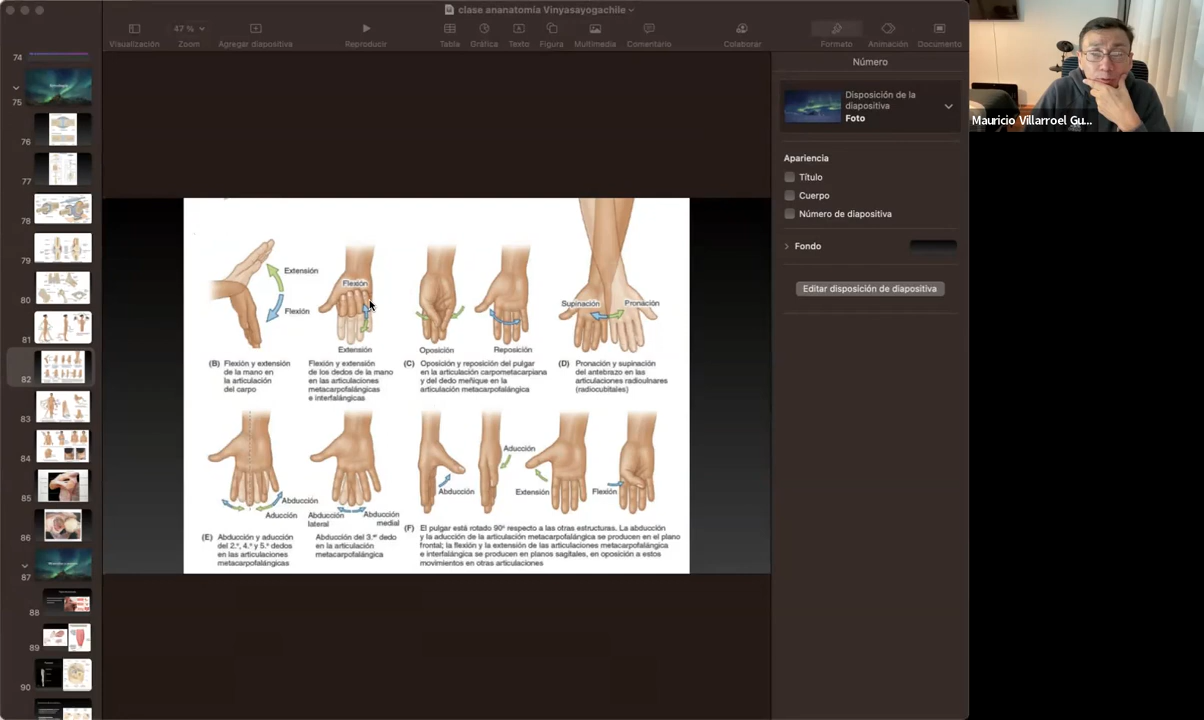 clase ananatomía Vinyasayogachile
47 %
Visualización
Zoom
Agregar diapositiva
Reproducir
Tabla
Gráfica
Texto
Figura
Multimedia
Comentario
Colaborar
Formato
Animación
Documento
74
75
76
77
78
79
80
81
82
83
84
85
86
87
88
89
90
Extensión
Flexión
(B) Flexión y extensión
de la mano en
la articulación
del carpo
Flexión
Extensión
Flexión y extensión
de los dedos de la mano
en las articulaciones
metacarpofalángicas
e interfalángicas
Oposición
Reposición
(C) Oposición y reposición del pulgar
en la articulación carpometacarpiana
y del dedo meñique en la
articulación metacarpofalángica
Supinación
Pronación
(D) Pronación y supinación
del antebrazo en las
articulaciones radioulnares
(radiocubitales)
Abducción
Aducción
(E) Abducción y aducción
del 2.º, 4.º y 5.º dedos
en las articulaciones
metacarpofalángicas
Abducción
lateral
Abducción
medial
Abducción del 3.er dedo
en la articulación
metacarpofalángica
Abducción
Aducción
Extensión
Flexión
(F) El pulgar está rotado 90º respecto a las otras estructuras. La abducción
y la aducción de la articulación metacarpofalángica se producen en el plano
frontal; la flexión y la extensión de las articulaciones metacarpofalángica
e interfalángica se producen en planos sagitales, en oposición a estos
movimientos en otras articulaciones
Número
Disposición de la
diapositiva
Foto
Apariencia
Título
Cuerpo
Número de diapositiva
Fondo
Editar disposición de diapositiva
Mauricio Villarroel Gu...